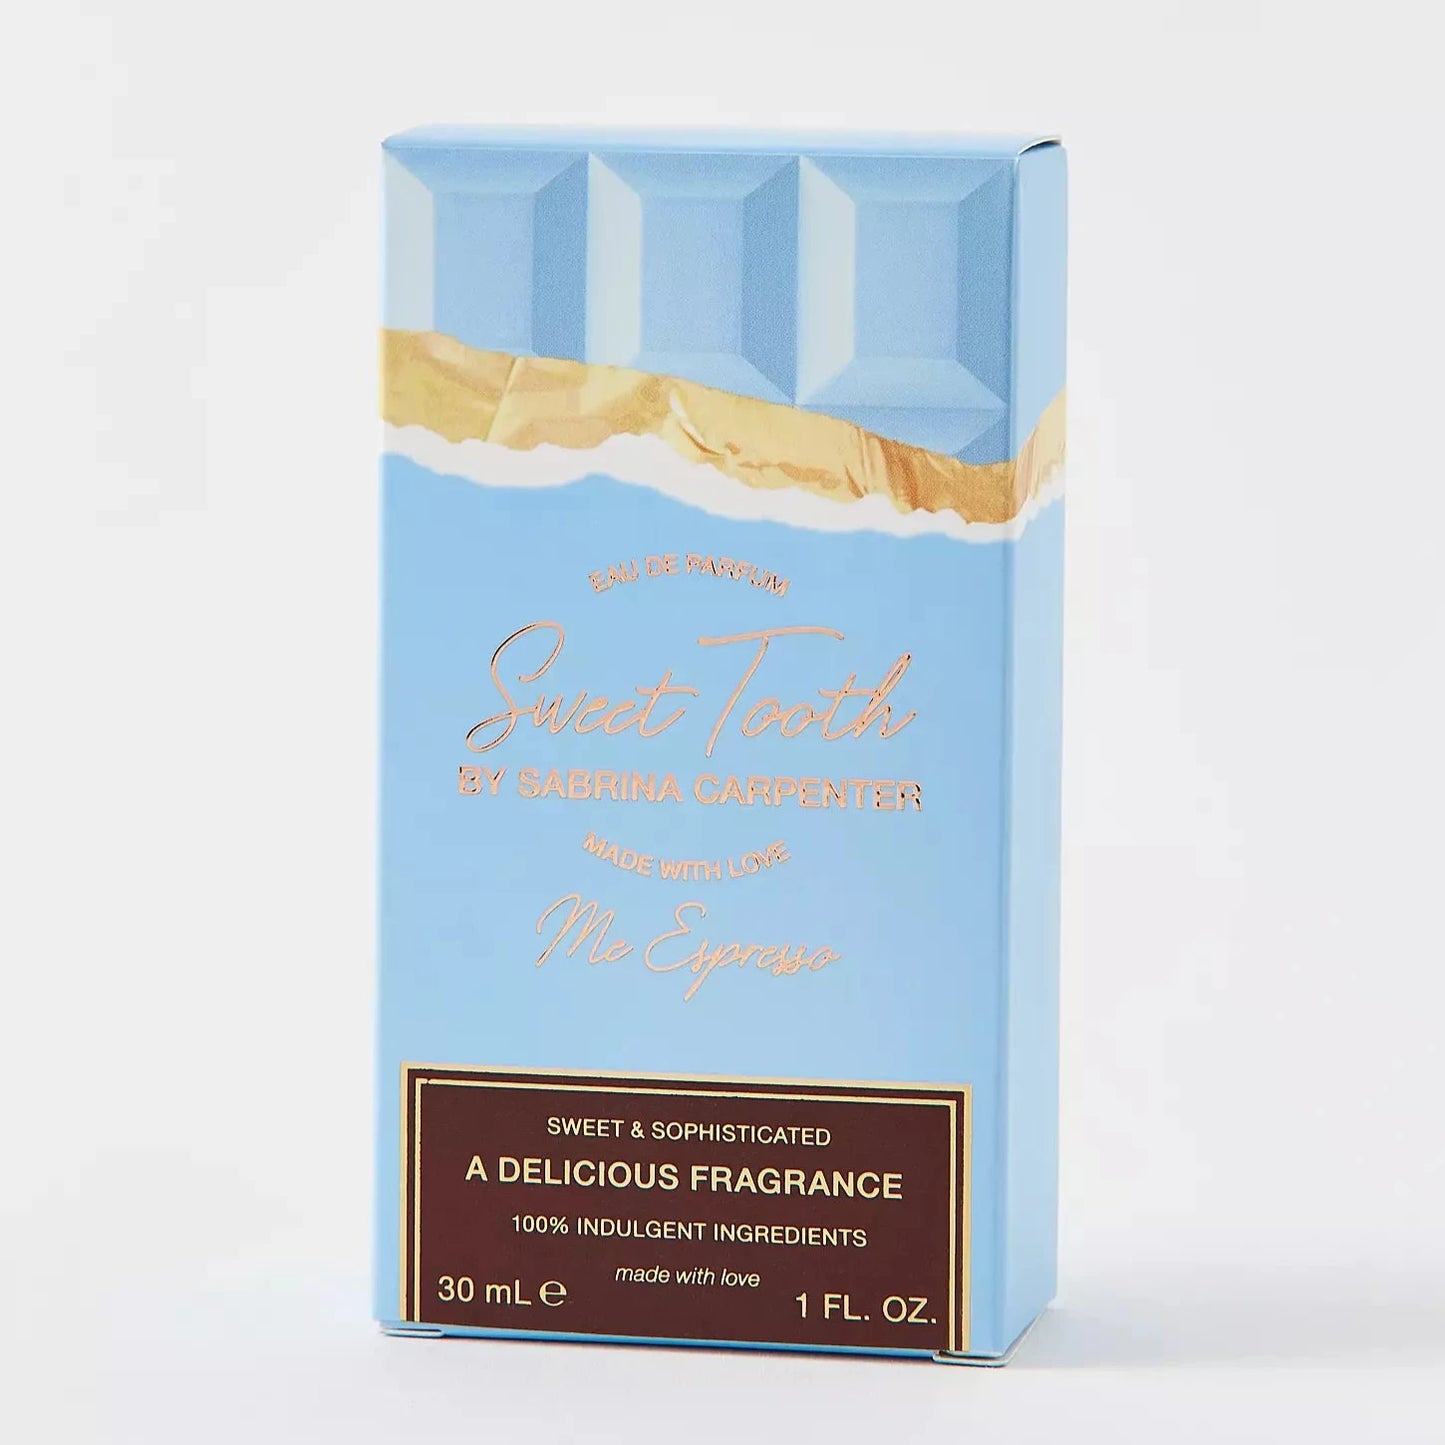 EAU DE PARFUM
Sweet Tooth
BY SABRINA CARPENTER
MADE WITH LOVE
Me Espresso
SWEET & SOPHISTICATED
A DELICIOUS FRAGRANCE
100% INDULGENT INGREDIENTS
made with love
30 mL ℮ 1 FL. OZ.